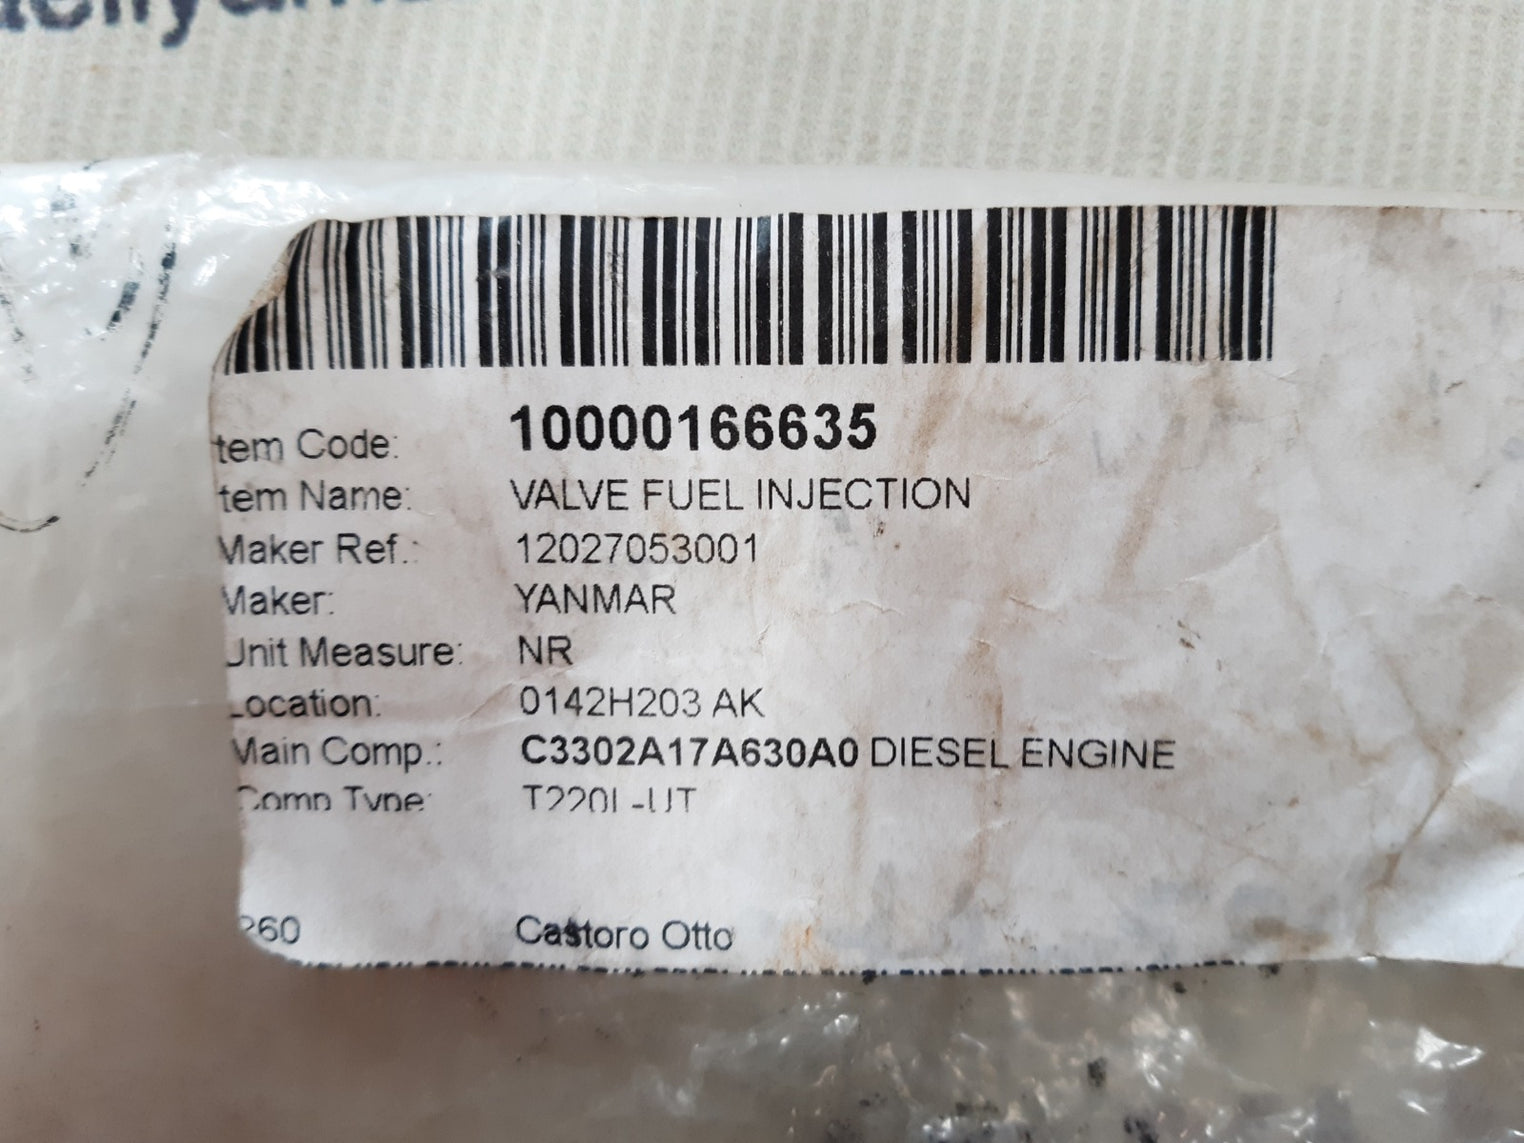 10000166635
tem Code:
tem Name: VALVE FUEL INJECTION
Maker Ref.: 12027053001
Maker: YANMAR
Unit Measure: NR
Location: 0142H203 AK
Main Comp.: C3302A17A630A0 DIESEL ENGINE
Comp Type: T220L-UT
260 Castoro Otto